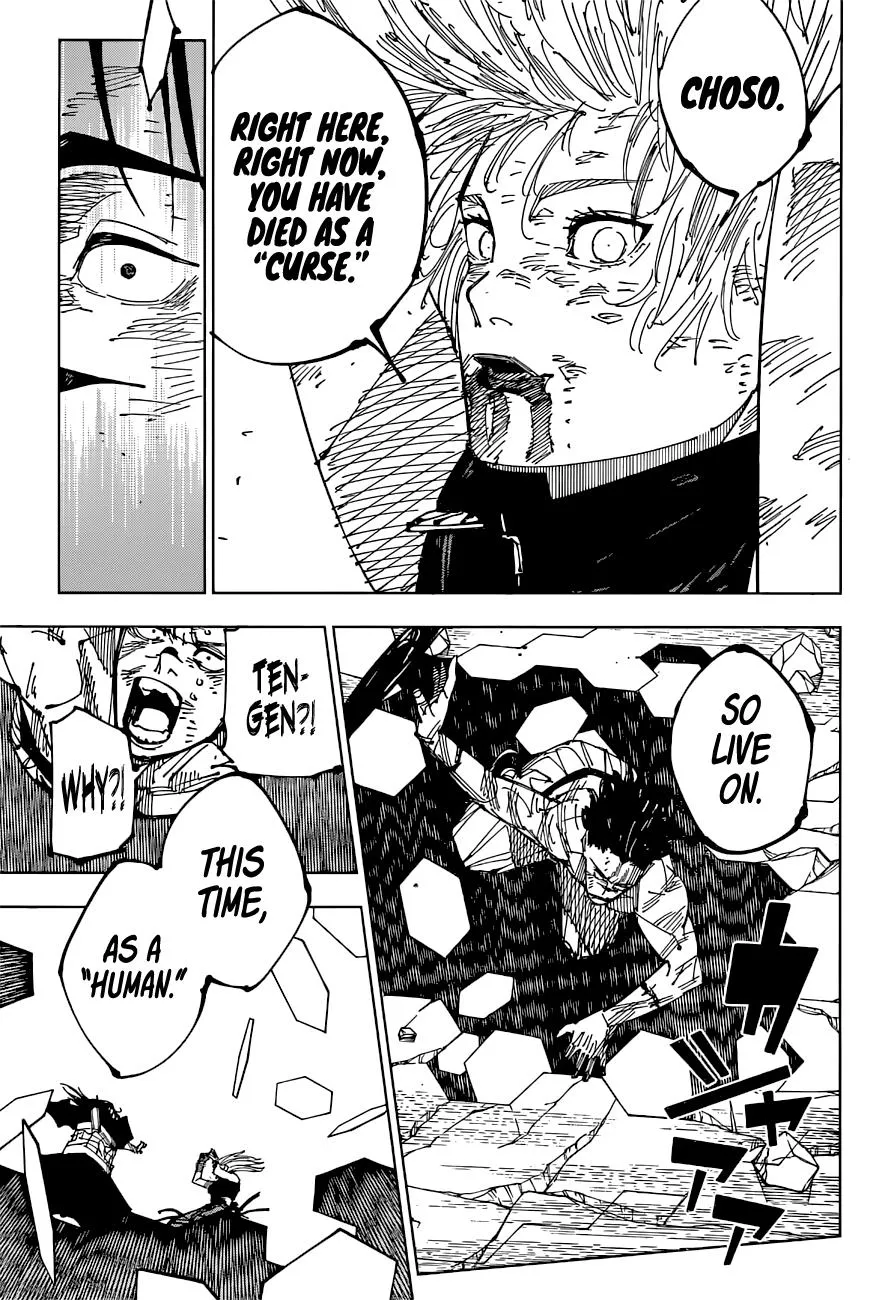 CHOSO.
RIGHT HERE,
RIGHT NOW,
YOU HAVE
DIED AS A
“CURSE.”
SO
LIVE
ON.
TEN-
GEN?!
WHY?!
THIS
TIME,
AS A
“HUMAN.”